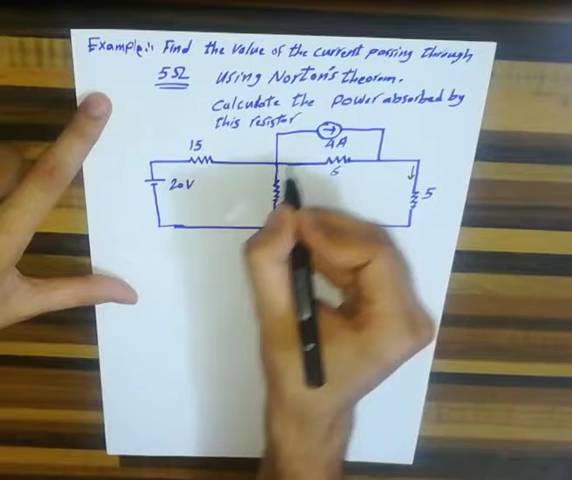 Example:. Find the value of the current passing through
5Ω using Norton's theorem.
Calculate the power absorbed by
this resistor
4A
15
6
20V
5